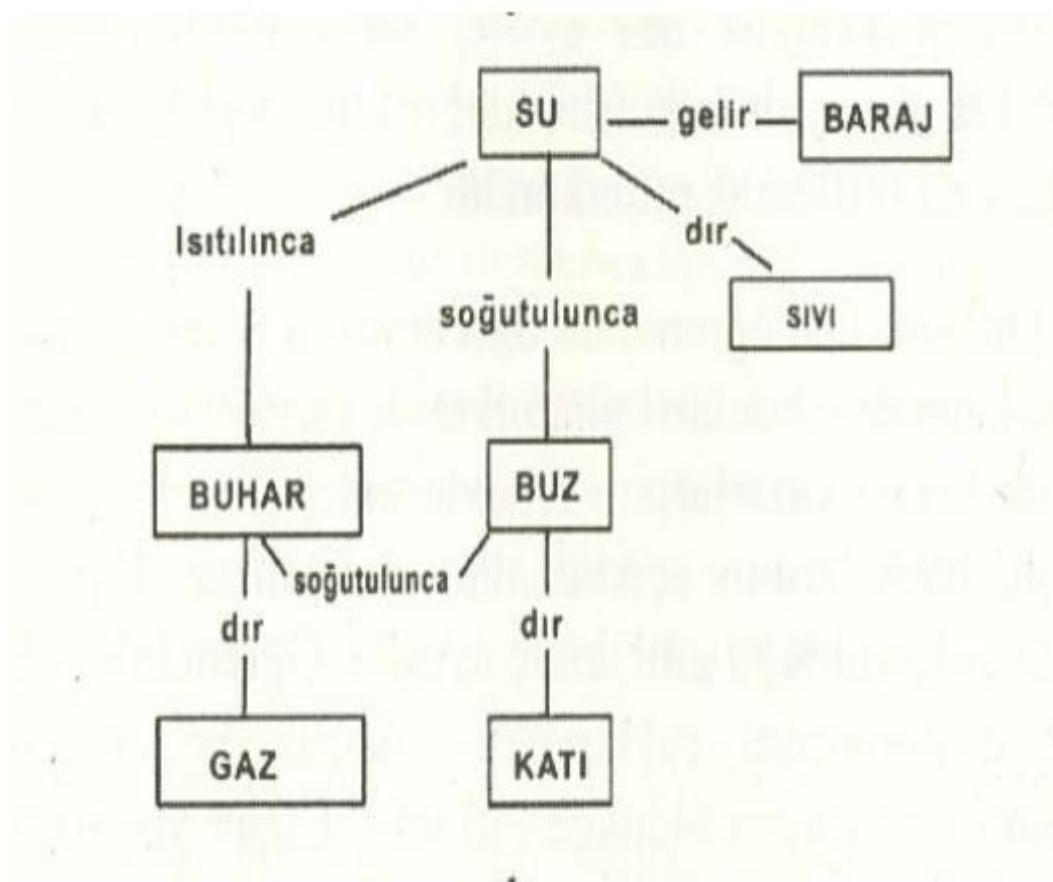 SU gelir BARAJ
Isıtılınca
dır
soğutulunca
SIVI
BUHAR
BUZ
soğutulunca
dır
dır
GAZ
KATI